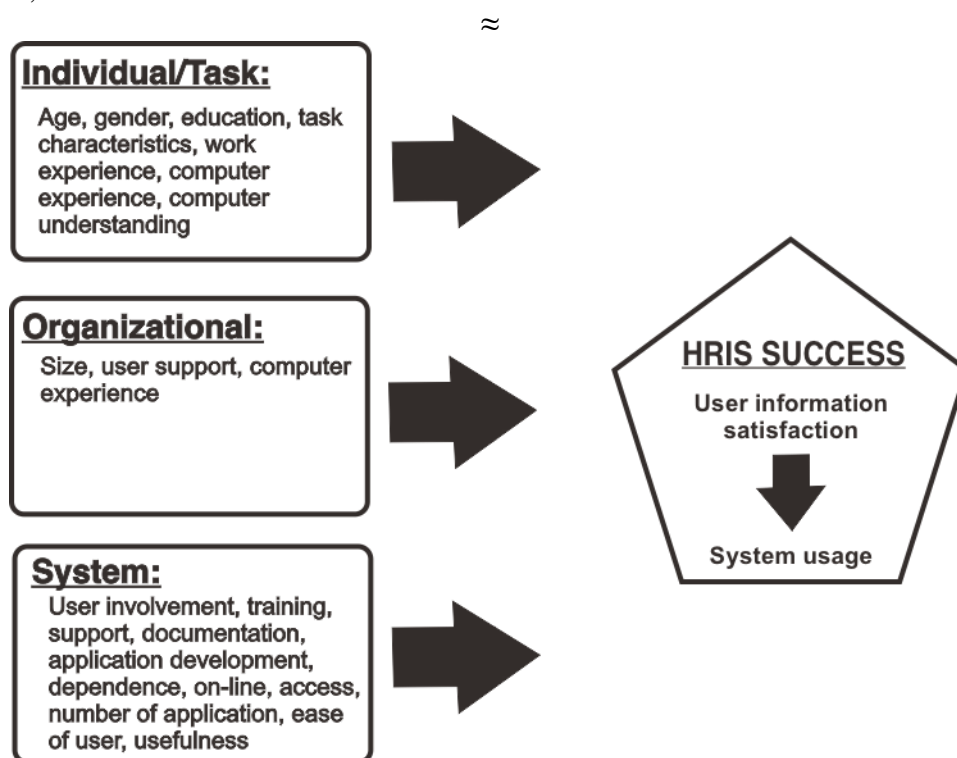 ≈
Individual/Task:
Age, gender, education, task
characteristics, work
experience, computer
experience, computer
understanding
Organizational:
Size, user support, computer
experience
System:
User involvement, training,
support, documentation,
application development,
dependence, on-line, access,
number of application, ease
of user, usefulness
HRIS SUCCESS
User information
satisfaction
System usage